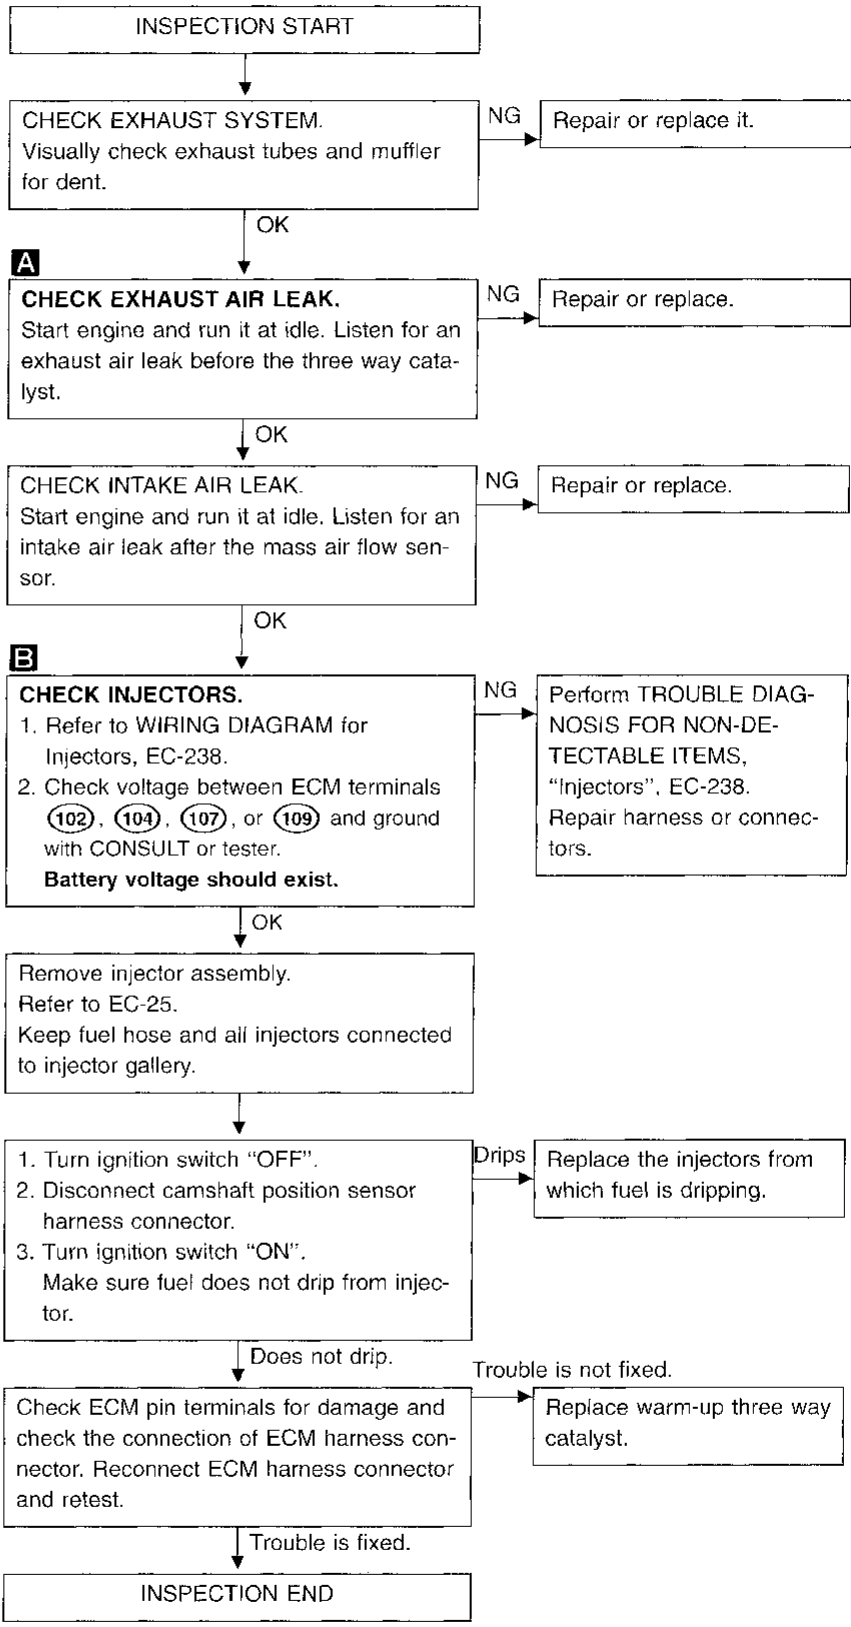 INSPECTION START
CHECK EXHAUST SYSTEM.
Visually check exhaust tubes and muffler
for dent.
NG
Repair or replace it.
OK
A
CHECK EXHAUST AIR LEAK.
Start engine and run it at idle. Listen for an
exhaust air leak before the three way cata-
lyst.
NG
Repair or replace.
OK
CHECK INTAKE AIR LEAK.
Start engine and run it at idle. Listen for an
intake air leak after the mass air flow sen-
sor.
NG
Repair or replace.
OK
B
CHECK INJECTORS.
1. Refer to WIRING DIAGRAM for
Injectors, EC-238.
2. Check voltage between ECM terminals
102, 104, 107, or 109 and ground
with CONSULT or tester.
Battery voltage should exist.
NG
Perform TROUBLE DIAG-
NOSIS FOR NON-DE-
TECTABLE ITEMS,
“Injectors”, EC-238.
Repair harness or connec-
tors.
OK
Remove injector assembly.
Refer to EC-25.
Keep fuel hose and all injectors connected
to injector gallery.
1. Turn ignition switch “OFF”.
2. Disconnect camshaft position sensor
harness connector.
3. Turn ignition switch “ON”.
Make sure fuel does not drip from injec-
tor.
Drips
Replace the injectors from
which fuel is dripping.
Does not drip.
Check ECM pin terminals for damage and
check the connection of ECM harness con-
nector. Reconnect ECM harness connector
and retest.
Trouble is not fixed.
Replace warm-up three way
catalyst.
Trouble is fixed.
INSPECTION END